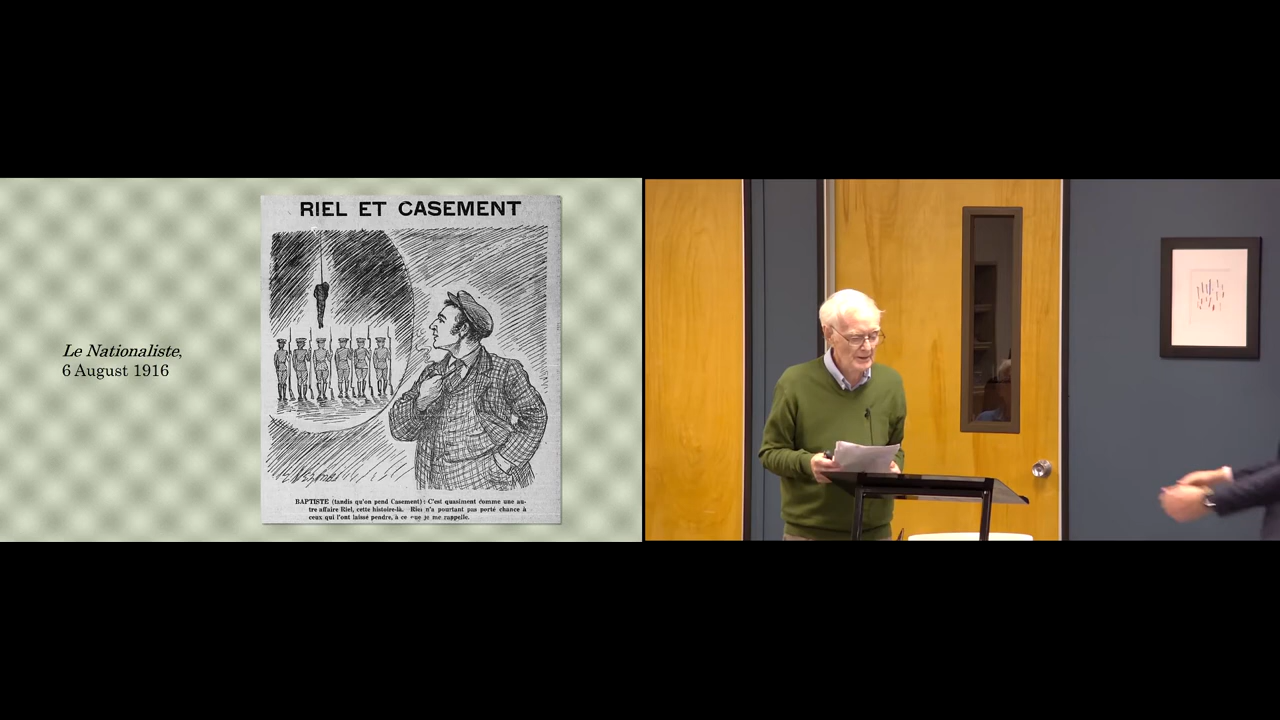 Le Nationaliste,
6 August 1916
RIEL ET CASEMENT
BAPTISTE (tandis qu'on pend Casement): C'est quasiment comme une au-
tre affaire Riel, cette histoire-là. Riel n'a pourtant pas porté chance à
ceux qui l'ont laissé pendre, à ce que je me rappelle.